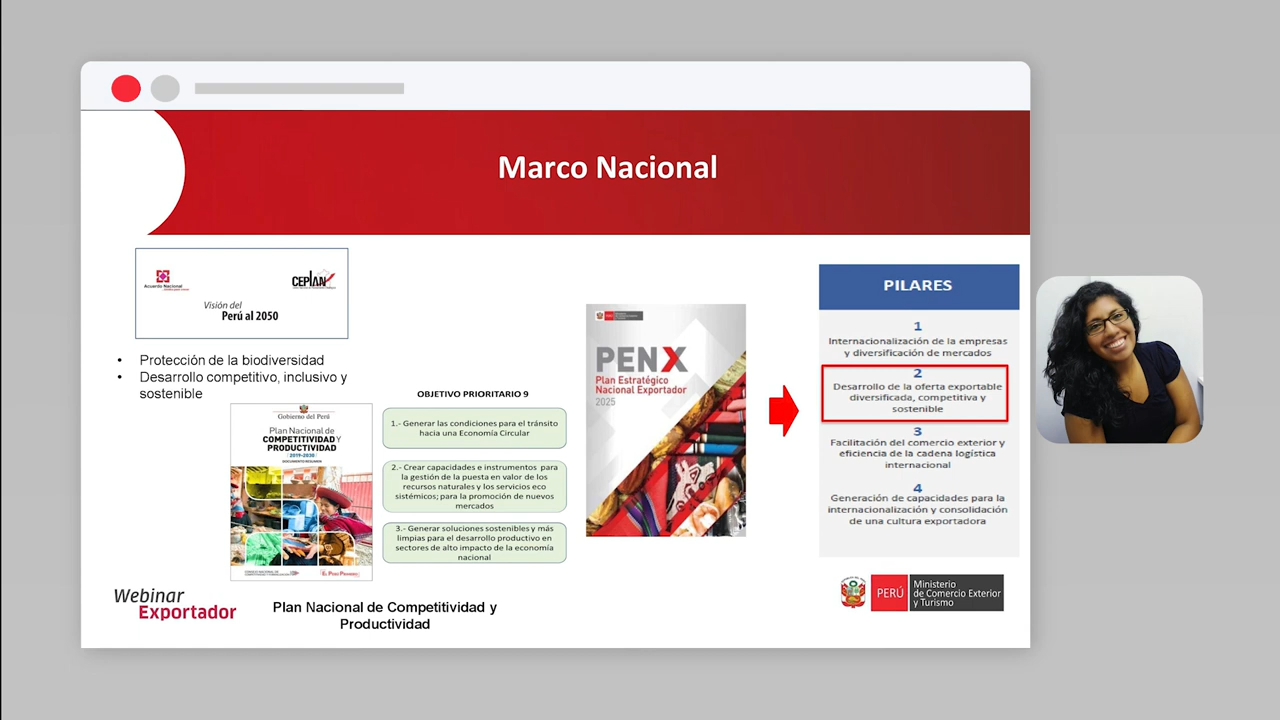 Marco Nacional
Acuerdo Nacional
CEPLAN
Visión del
Perú al 2050
• Protección de la biodiversidad
• Desarrollo competitivo, inclusivo y
sostenible
Gobierno del Perú
Plan Nacional de
COMPETITIVIDAD Y
PRODUCTIVIDAD
2019-2030
DOCUMENTO RESUMEN
EL PERÚ PRIMERO
Plan Nacional de Competitividad y
Productividad
OBJETIVO PRIORITARIO 9
1.- Generar las condiciones para el tránsito
hacia una Economía Circular
2.- Crear capacidades e instrumentos para
la gestión de la puesta en valor de los
recursos naturales y los servicios eco
sistémicos; para la promoción de nuevos
mercados
3.- Generar soluciones sostenibles y más
limpias para el desarrollo productivo en
sectores de alto impacto de la economía
nacional
PENX
Plan Estratégico
Nacional Exportador
2025
PILARES
1
Internacionalización de la empresas
y diversificación de mercados
2
Desarrollo de la oferta exportable
diversificada, competitiva y
sostenible
3
Facilitación del comercio exterior y
eficiencia de la cadena logística
internacional
4
Generación de capacidades para la
internacionalización y consolidación
de una cultura exportadora
Webinar
Exportador
PERÚ
Ministerio
de Comercio Exterior
y Turismo